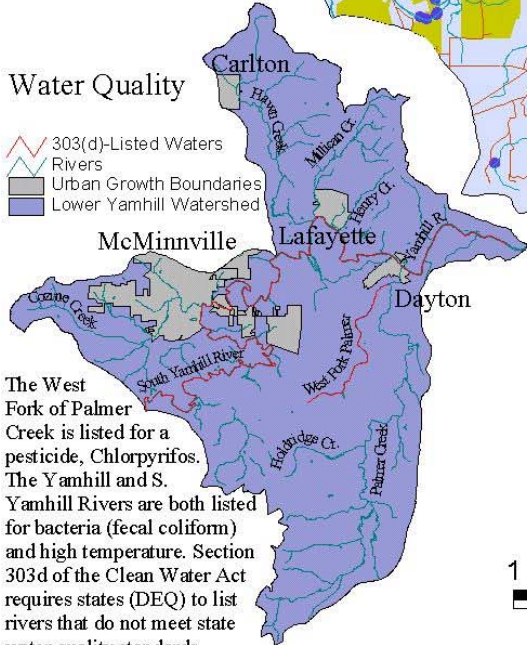 Water Quality
303(d)-Listed Waters
Rivers
Urban Growth Boundaries
Lower Yamhill Watershed
Carlton
Hawn Creek
Millican Cr.
Henry Cr.
Lafayette
Yamhill R.
McMinnville
Dayton
Cozine Creek
South Yamhill River
West Fork Palmer
Holdridge Cr.
Palmer Creek
The West
Fork of Palmer
Creek is listed for a
pesticide, Chlorpyrifos.
The Yamhill and S.
Yamhill Rivers are both listed
for bacteria (fecal coliform)
and high temperature. Section
303d of the Clean Water Act
requires states (DEQ) to list
rivers that do not meet state
water quality standards
1